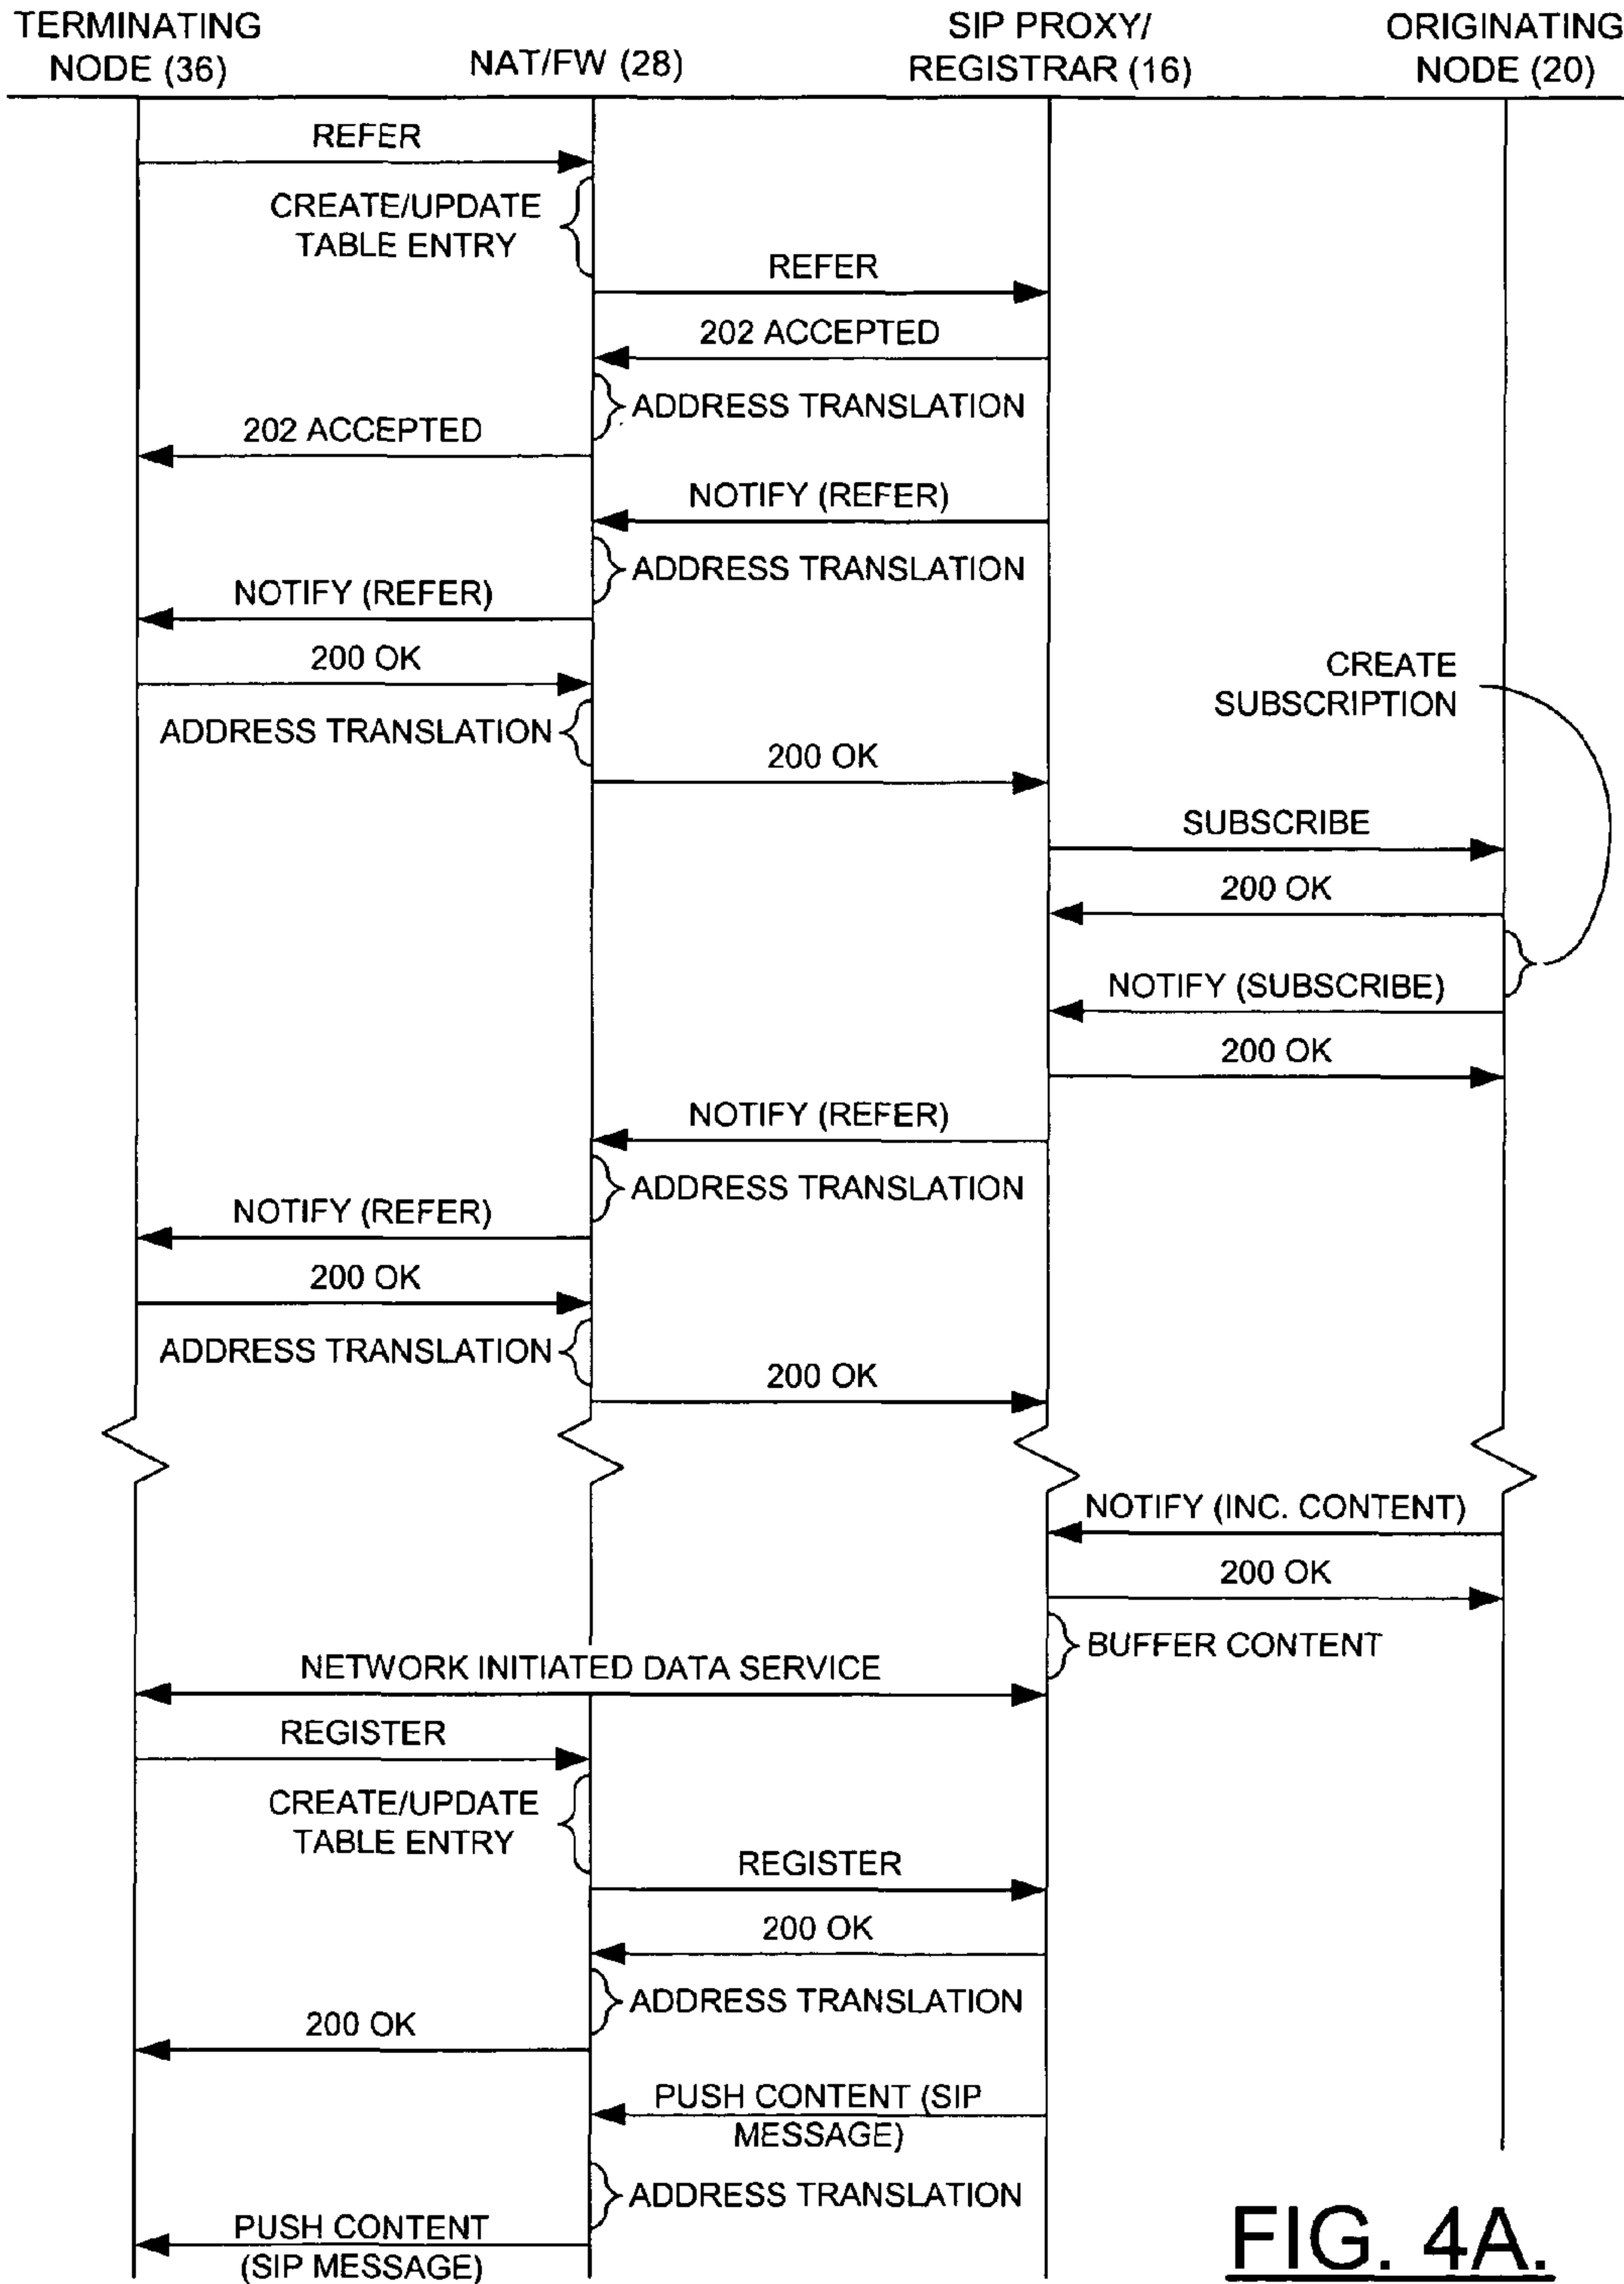 TERMINATING
NODE (36)
NAT/FW (28)
SIP PROXY/
REGISTRAR (16)
ORIGINATING
NODE (20)
REFER
CREATE/UPDATE
TABLE ENTRY
REFER
202 ACCEPTED
ADDRESS TRANSLATION
202 ACCEPTED
NOTIFY (REFER)
ADDRESS TRANSLATION
NOTIFY (REFER)
200 OK
CREATE
SUBSCRIPTION
ADDRESS TRANSLATION
200 OK
SUBSCRIBE
200 OK
NOTIFY (SUBSCRIBE)
200 OK
NOTIFY (REFER)
ADDRESS TRANSLATION
NOTIFY (REFER)
200 OK
ADDRESS TRANSLATION
200 OK
NOTIFY (INC. CONTENT)
200 OK
BUFFER CONTENT
NETWORK INITIATED DATA SERVICE
REGISTER
CREATE/UPDATE
TABLE ENTRY
REGISTER
200 OK
ADDRESS TRANSLATION
200 OK
PUSH CONTENT (SIP
MESSAGE)
ADDRESS TRANSLATION
PUSH CONTENT
(SIP MESSAGE)
FIG. 4A.